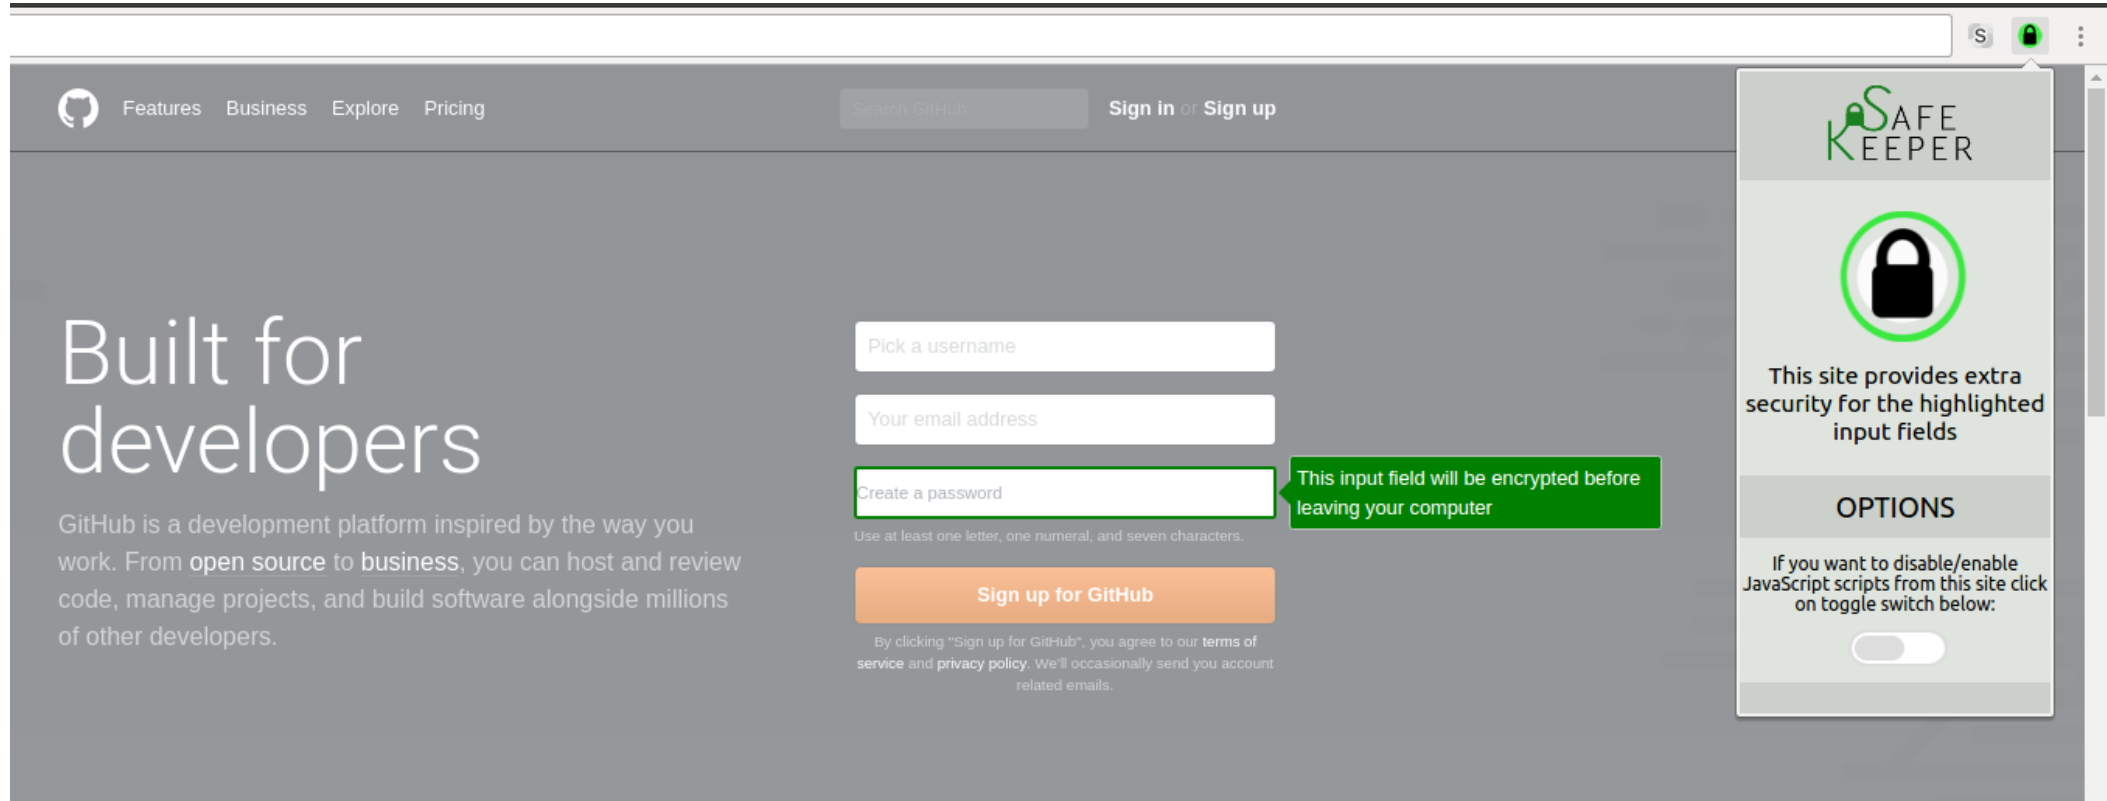 S
Features Business Explore Pricing
Search GitHub
Sign in or Sign up
SAFE
KEEPER
Built for
developers
GitHub is a development platform inspired by the way you
work. From open source to business, you can host and review
code, manage projects, and build software alongside millions
of other developers.
Pick a username
Your email address
Create a password
This input field will be encrypted before
leaving your computer
Use at least one letter, one numeral, and seven characters.
Sign up for GitHub
By clicking "Sign up for GitHub", you agree to our terms of
service and privacy policy. We'll occasionally send you account
related emails.
This site provides extra
security for the highlighted
input fields
OPTIONS
If you want to disable/enable
JavaScript scripts from this site click
on toggle switch below: